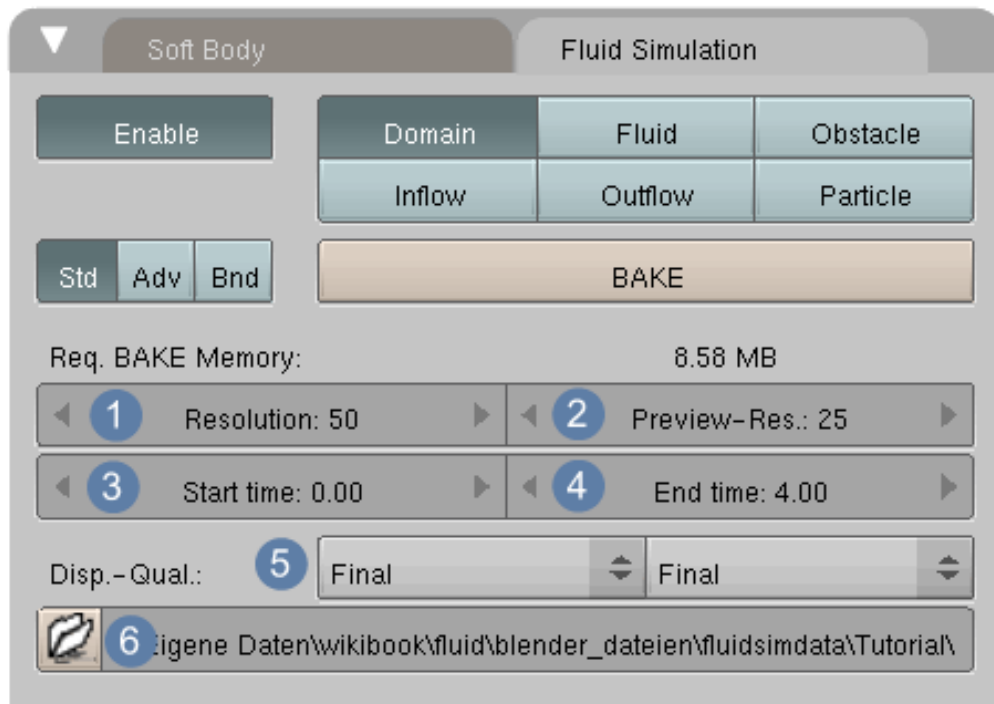 Soft Body Fluid Simulation
Enable Domain Fluid Obstacle
Inflow Outflow Particle
Std Adv Bnd BAKE
Req. BAKE Memory: 8.58 MB
1 Resolution: 50 2 Preview-Res.: 25
3 Start time: 0.00 4 End time: 4.00
Disp.-Qual.: 5 Final Final
6 igene Daten\wikibook\fluid\blender_dateien\fluidsimdata\Tutorial\